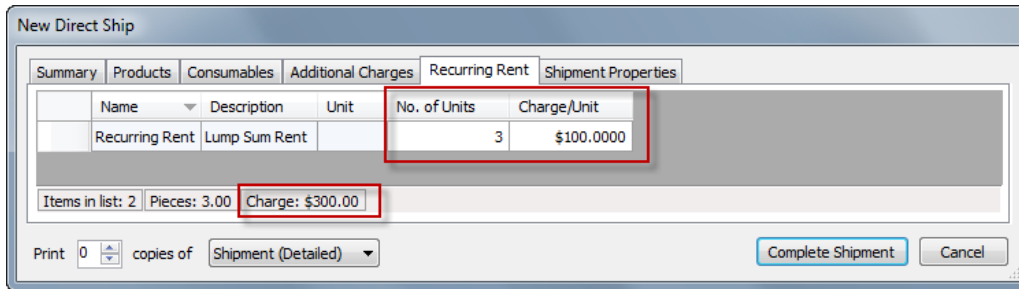 New Direct Ship
Summary Products Consumables Additional Charges Recurring Rent Shipment Properties
Name Description Unit No. of Units Charge/Unit
Recurring Rent Lump Sum Rent 3 $100.0000
Items in list: 2 Pieces: 3.00 Charge: $300.00
Print 0 copies of Shipment (Detailed) Complete Shipment Cancel